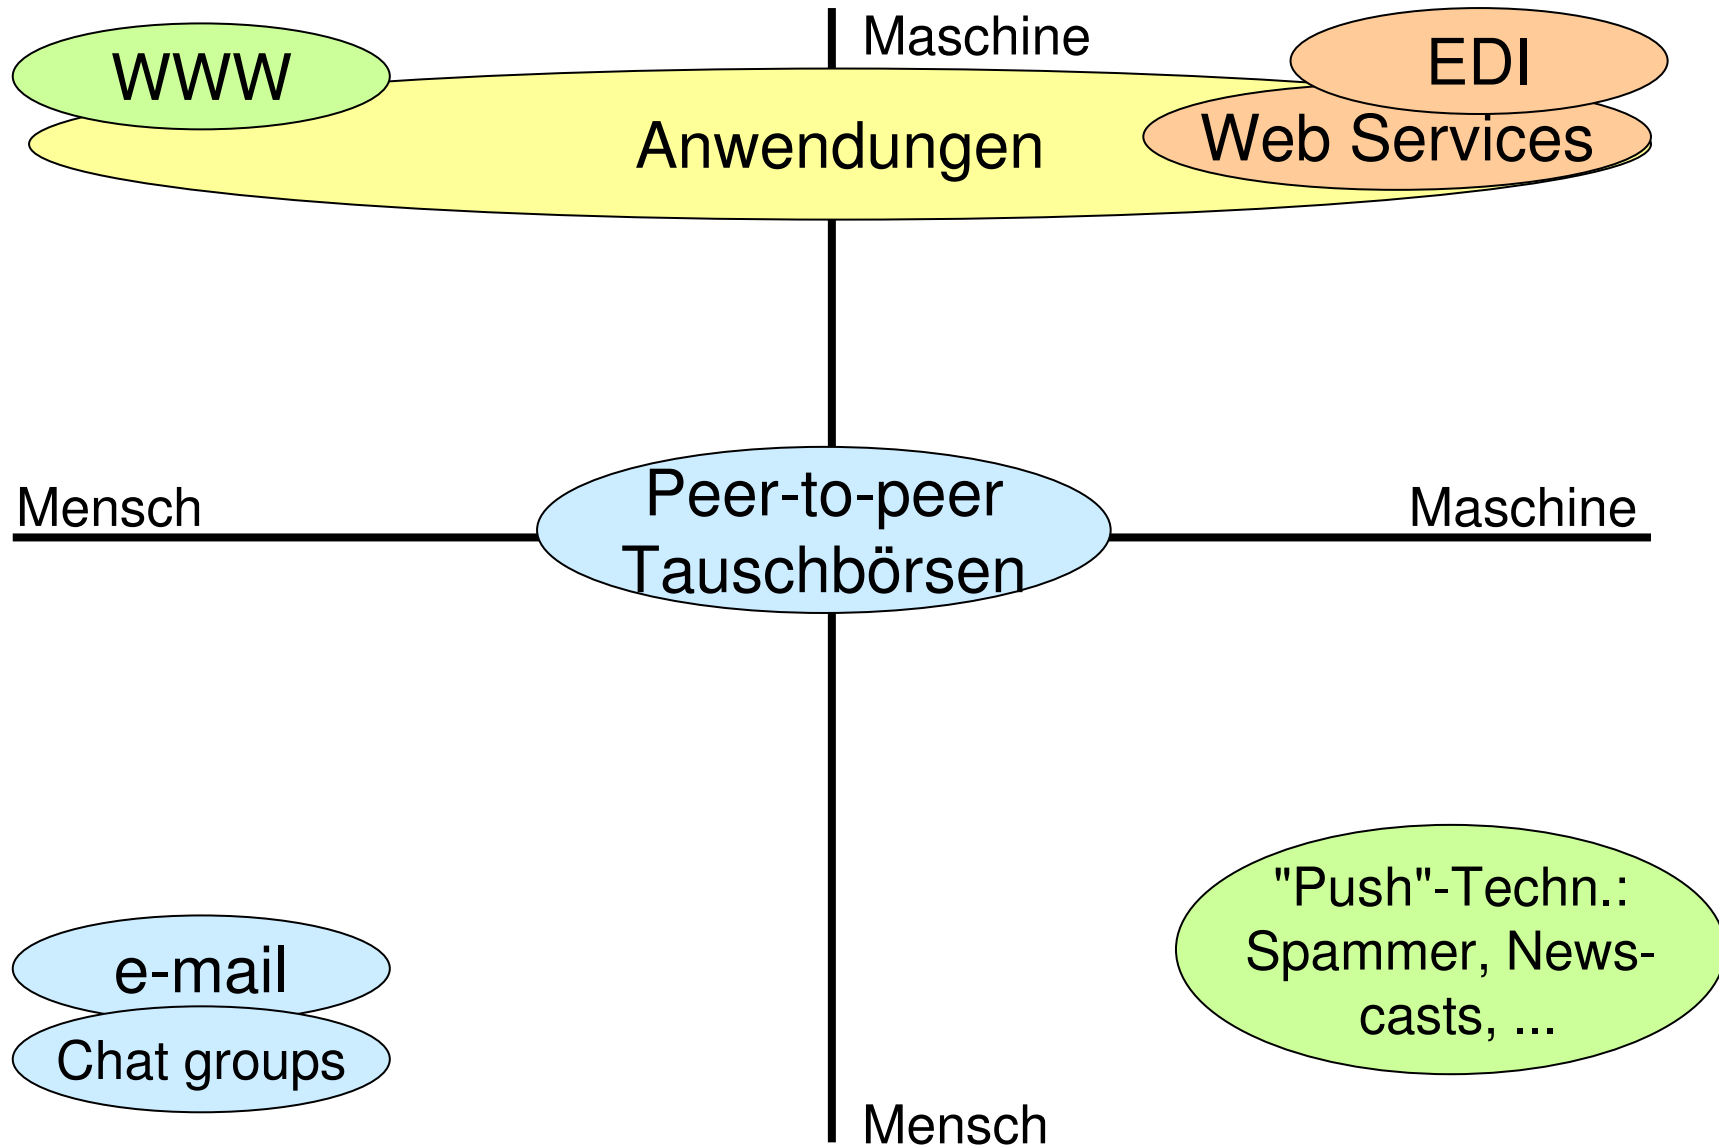 Maschine
WWW
EDI
Anwendungen
Web Services
Peer-to-peer
Tauschbörsen
Mensch
Maschine
"Push"-Techn.:
Spammer, News-
casts, ...
e-mail
Chat groups
Mensch